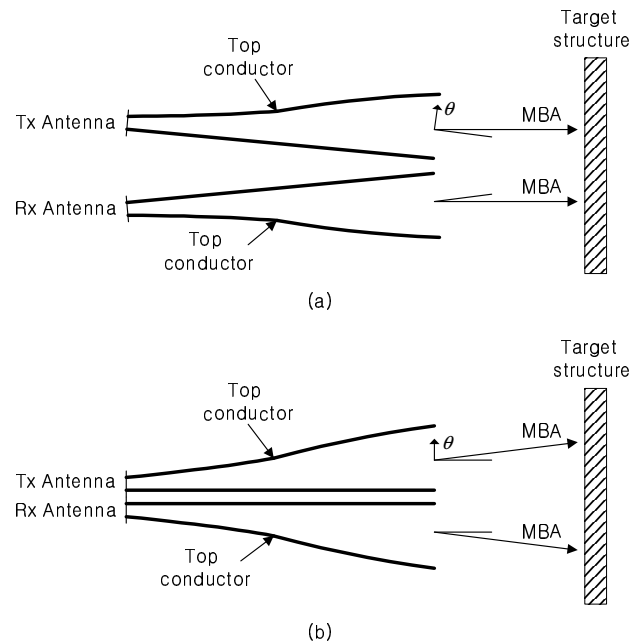 Target
structure
Top
conductor
θ
MBA
Tx Antenna
MBA
Rx Antenna
Top
conductor
(a)
Target
structure
Top
conductor
MBA
θ
Tx Antenna
Rx Antenna
MBA
Top
conductor
(b)